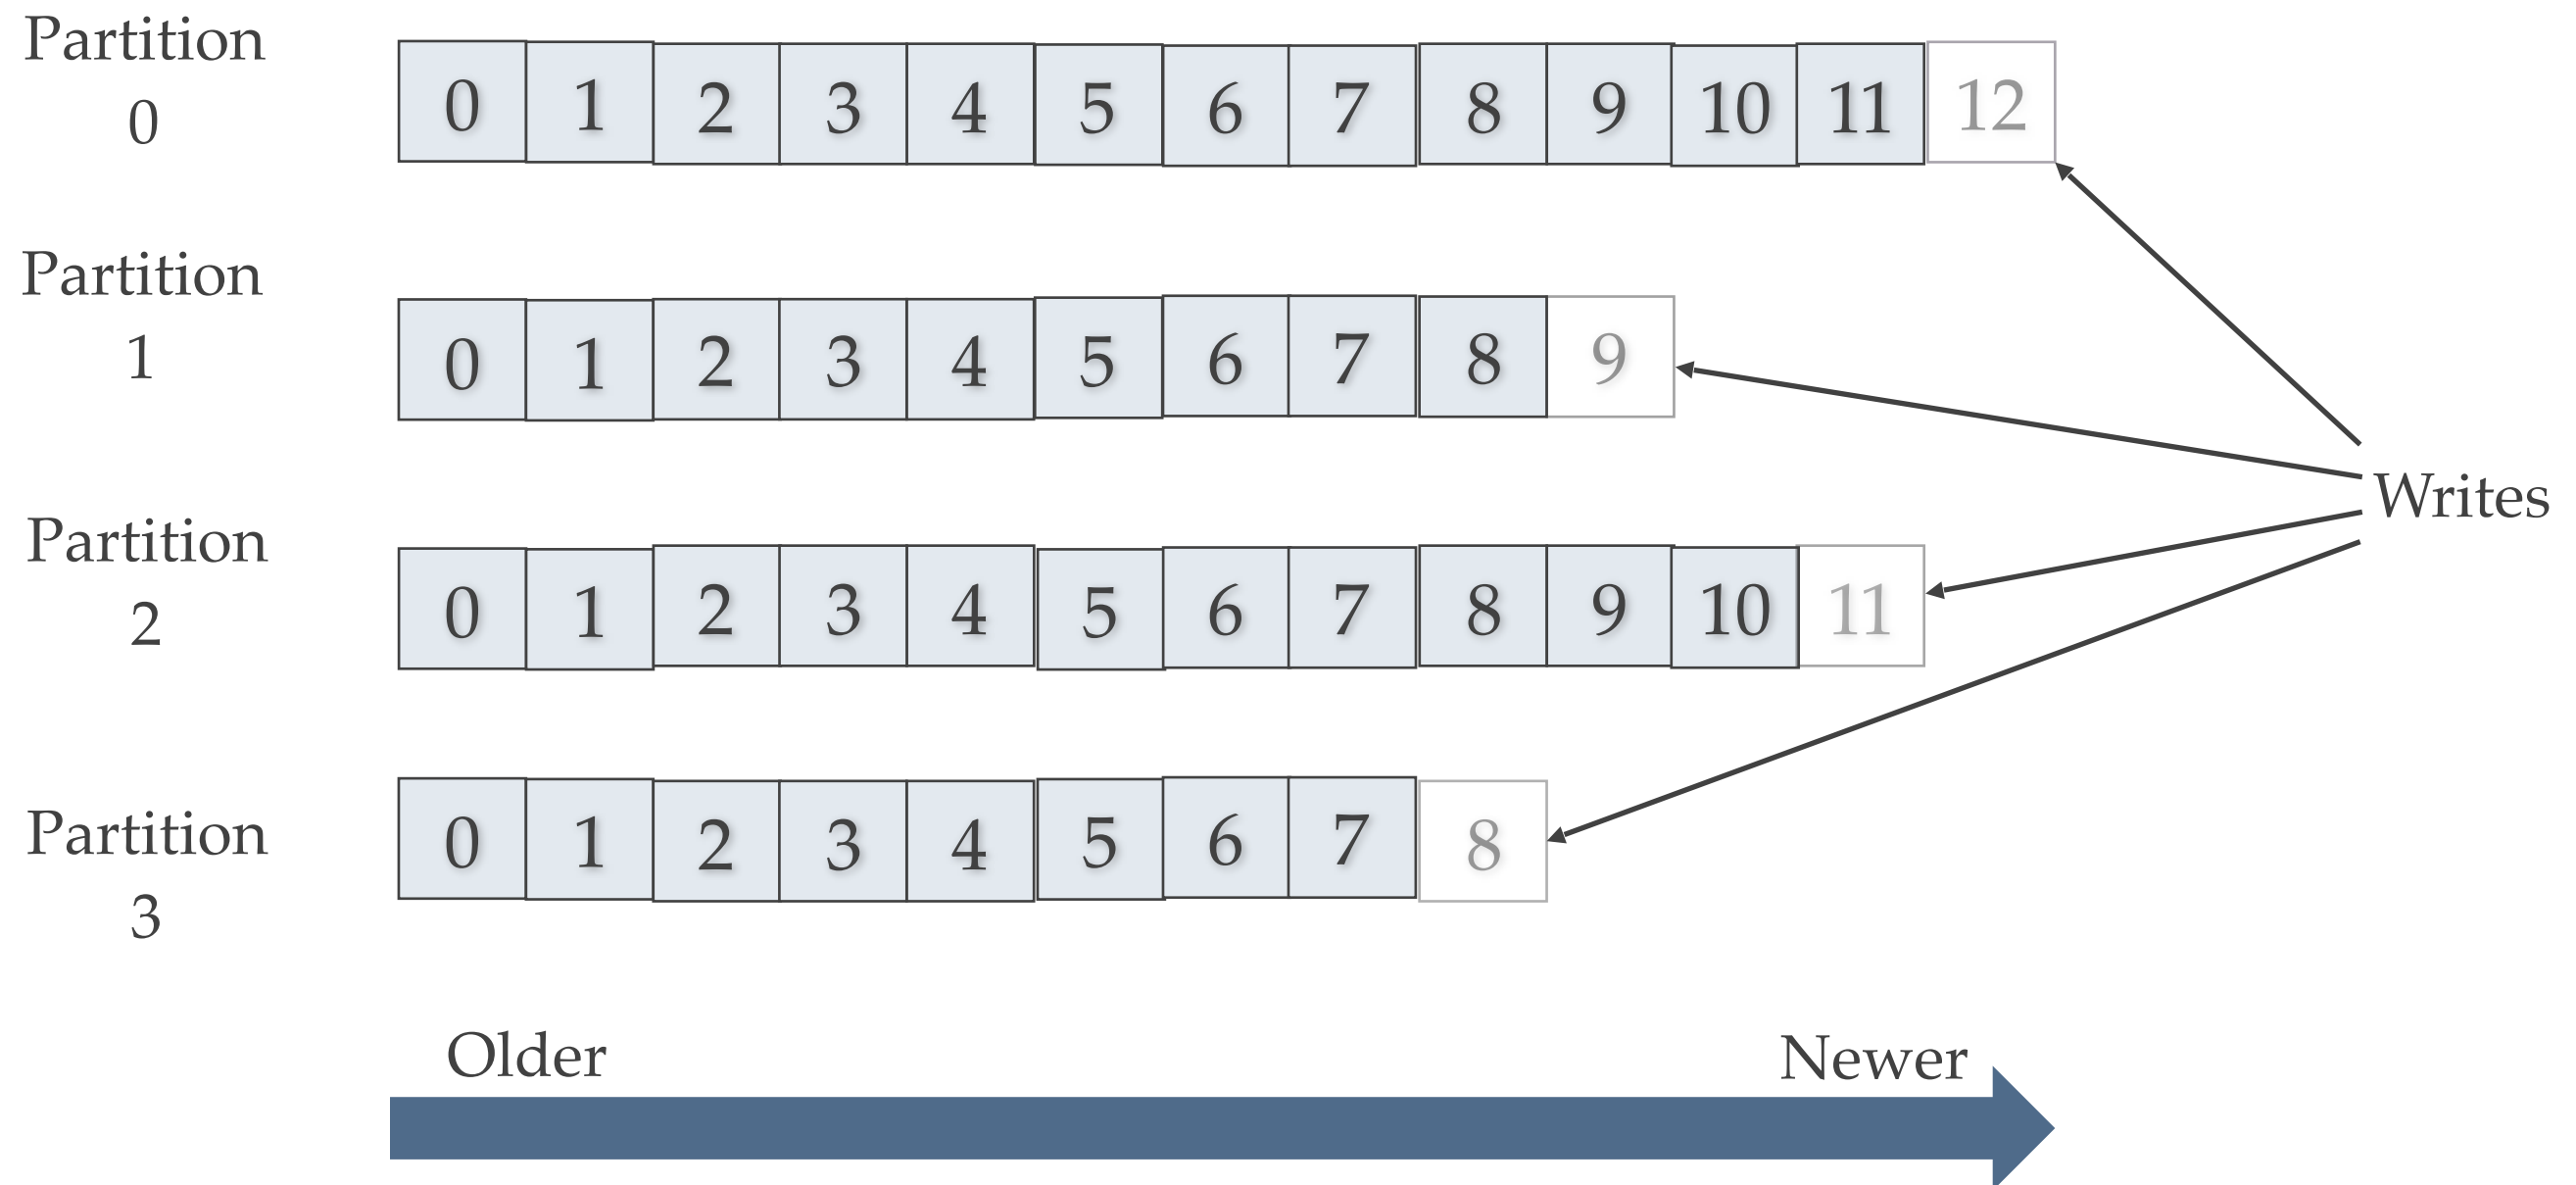 Partition
0
0 1 2 3 4 5 6 7 8 9 10 11 12
Partition
1
0 1 2 3 4 5 6 7 8 9
Writes
Partition
2
0 1 2 3 4 5 6 7 8 9 10 11
Partition
3
0 1 2 3 4 5 6 7 8
Older
Newer